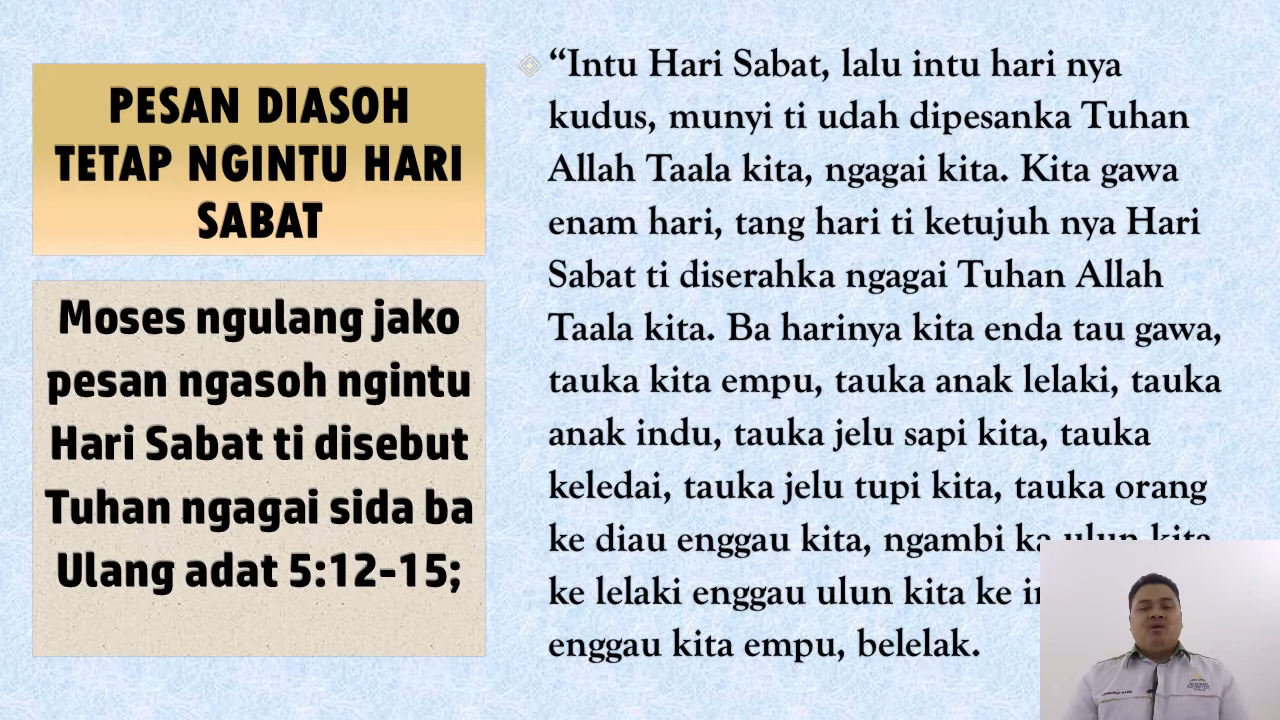 PESAN DIASOH
TETAP NGINTU HARI
SABAT
Moses ngulang jako
pesan ngasoh ngintu
Hari Sabat ti disebut
Tuhan ngagai sida ba
Ulang adat 5:12-15;
“Intu Hari Sabat, lalu intu hari nya
kudus, munyi ti udah dipesanka Tuhan
Allah Taala kita, ngagai kita. Kita gawa
enam hari, tang hari ti ketujuh nya Hari
Sabat ti diserahka ngagai Tuhan Allah
Taala kita. Ba harinya kita enda tau gawa,
tauka kita empu, tauka anak lelaki, tauka
anak indu, tauka jelu sapi kita, tauka
keledai, tauka jelu tupi kita, tauka orang
ke diau enggau kita, ngambi ka ulun kita
ke lelaki enggau ulun kita ke
enggau kita empu, belelak.